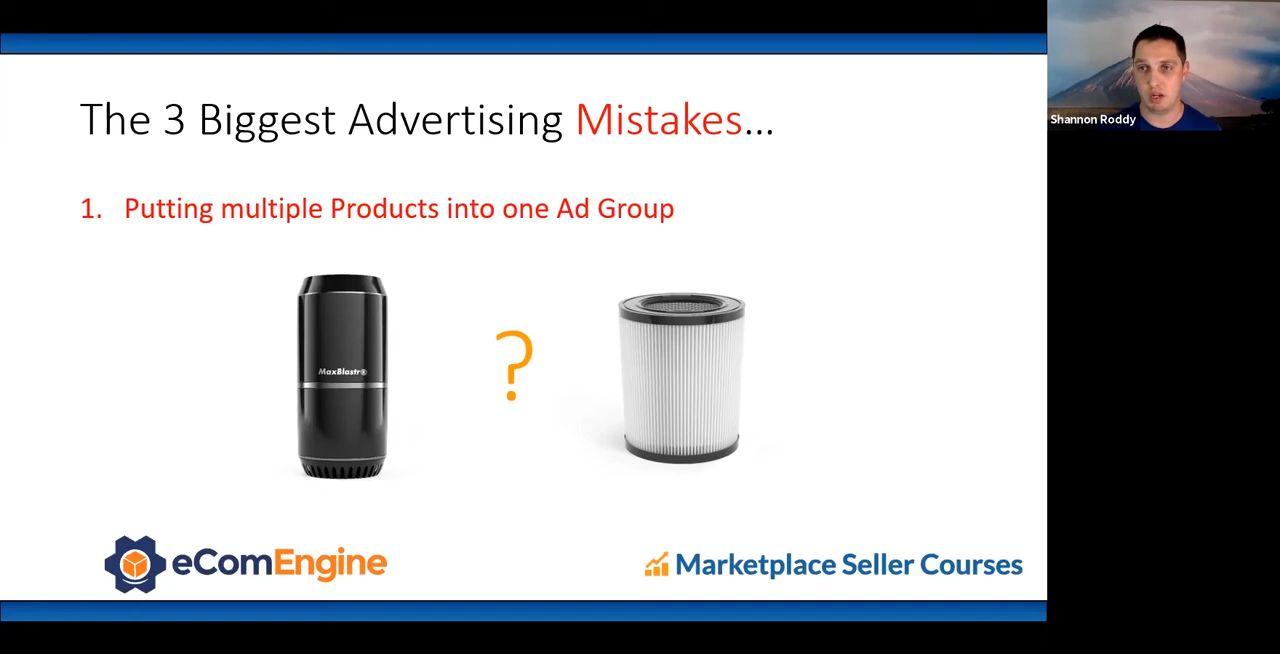 The 3 Biggest Advertising Mistakes...
1. Putting multiple Products into one Ad Group
MaxBlastr®
?
eComEngine
Marketplace Seller Courses
Shannon Roddy